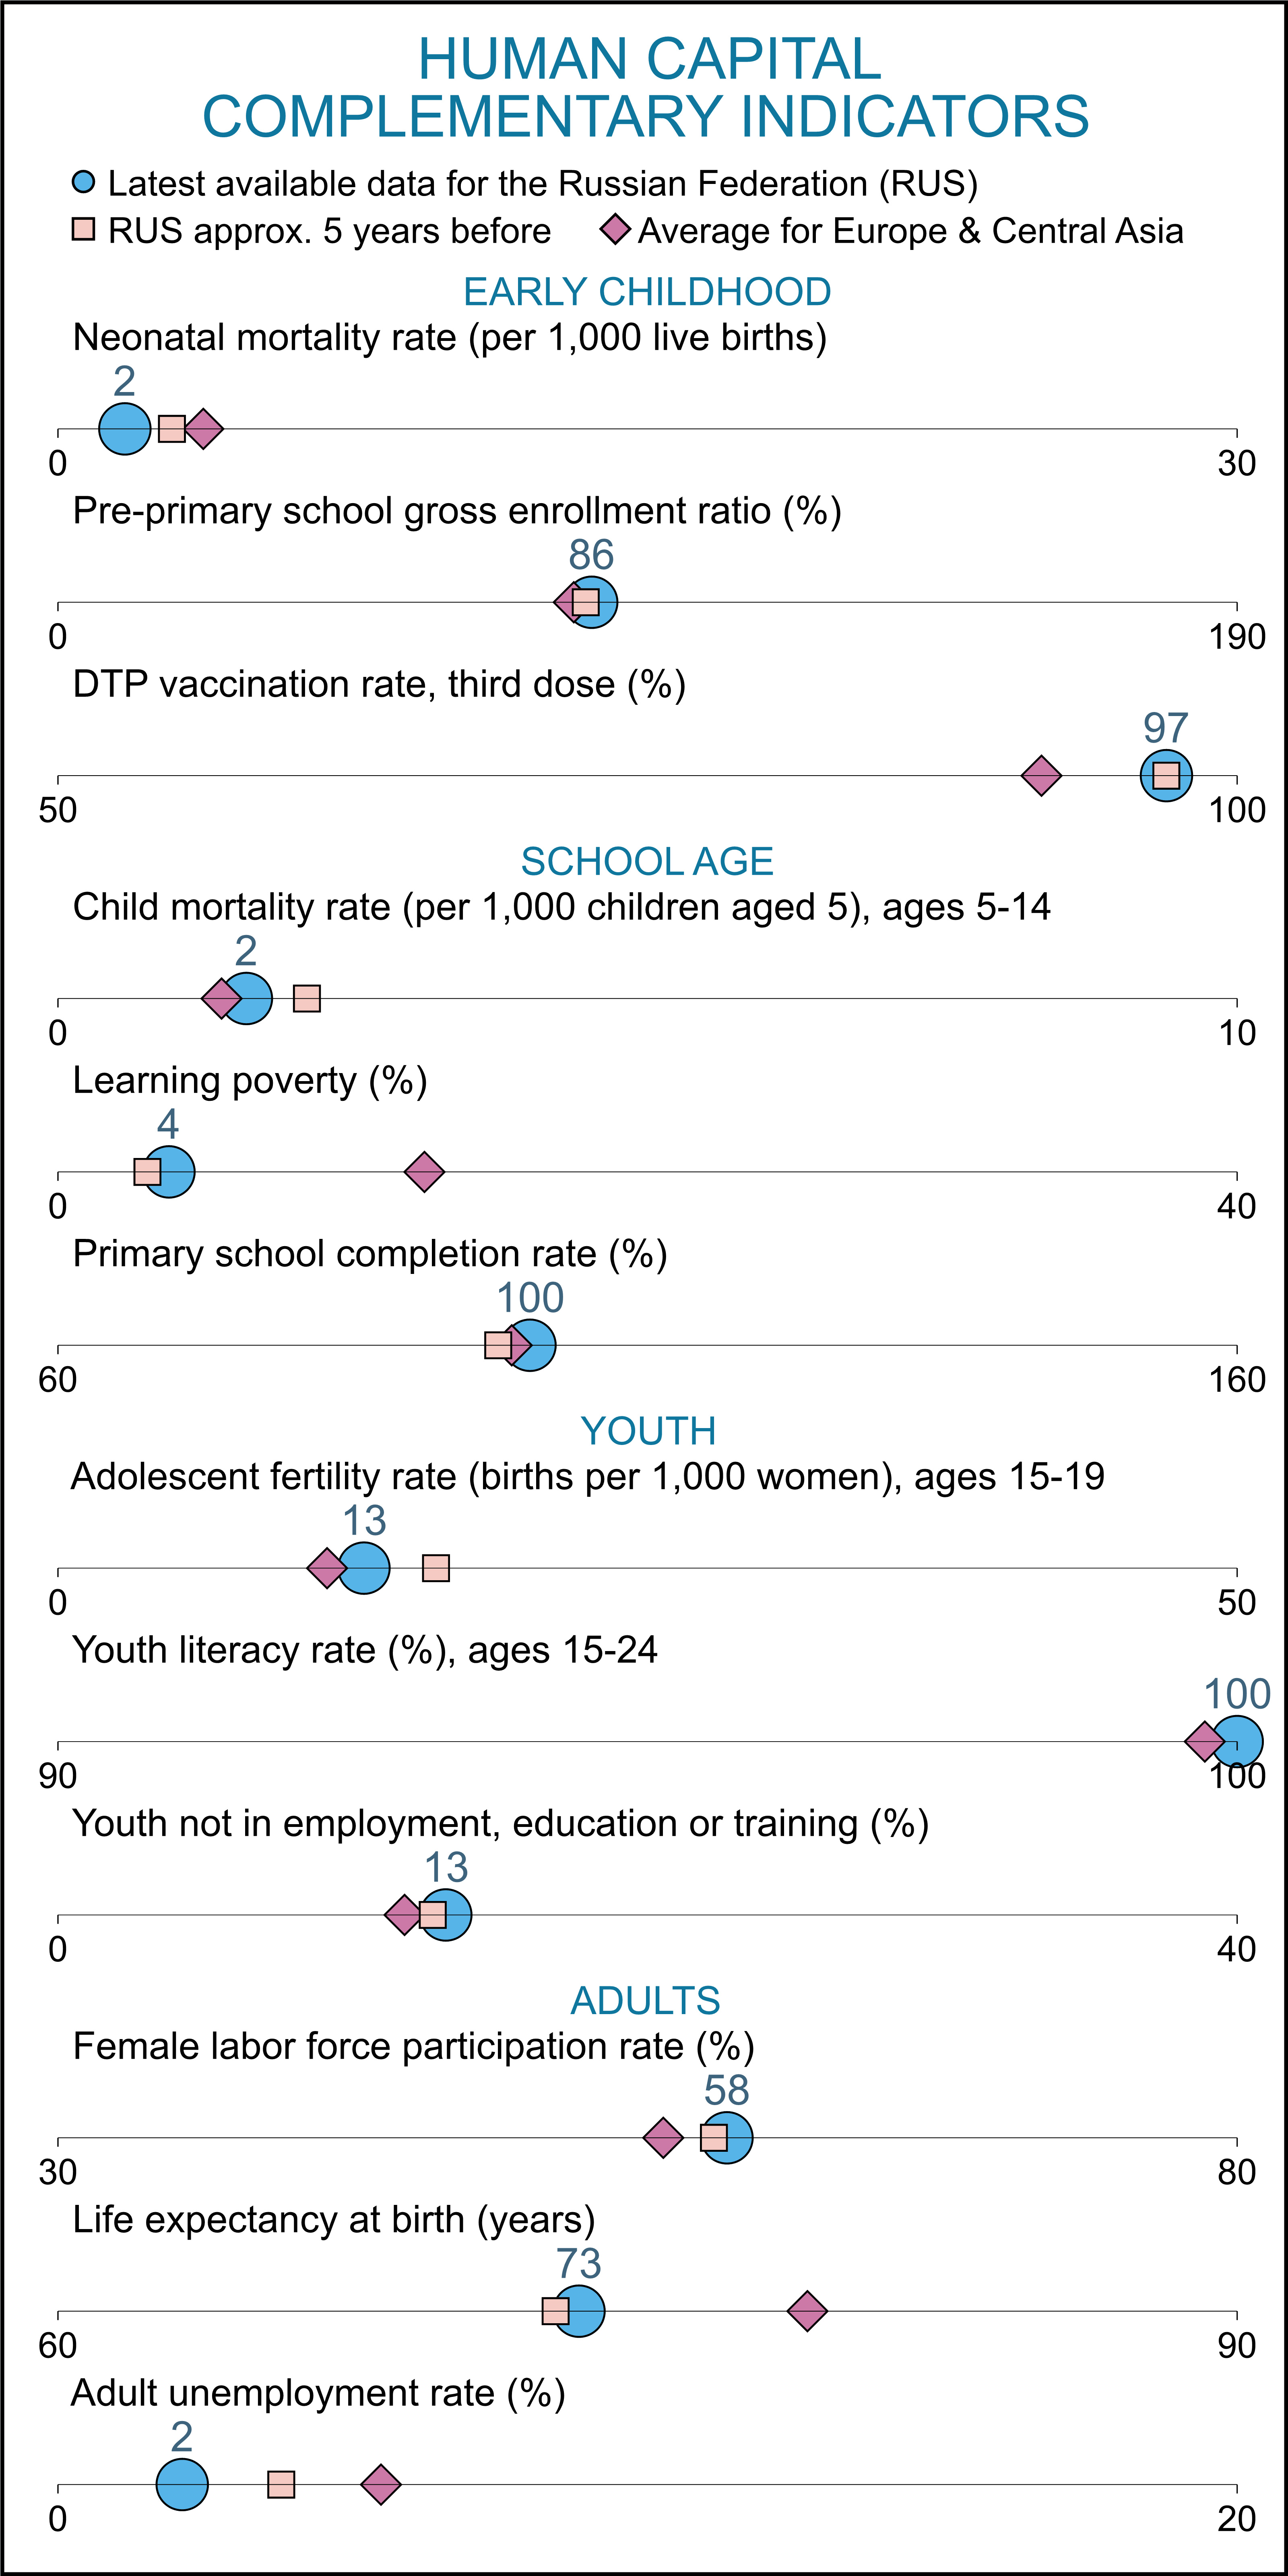 HUMAN CAPITAL
COMPLEMENTARY INDICATORS
Latest available data for the Russian Federation (RUS)
RUS approx. 5 years before Average for Europe & Central Asia
EARLY CHILDHOOD
Neonatal mortality rate (per 1,000 live births)
2
0 30
Pre-primary school gross enrollment ratio (%)
86
0 190
DTP vaccination rate, third dose (%)
97
50 100
SCHOOL AGE
Child mortality rate (per 1,000 children aged 5), ages 5-14
2
0 10
Learning poverty (%)
4
0 40
Primary school completion rate (%)
100
60 160
YOUTH
Adolescent fertility rate (births per 1,000 women), ages 15-19
13
0 50
Youth literacy rate (%), ages 15-24
100
90 100
Youth not in employment, education or training (%)
13
0 40
ADULTS
Female labor force participation rate (%)
58
30 80
Life expectancy at birth (years)
73
60 90
Adult unemployment rate (%)
2
0 20